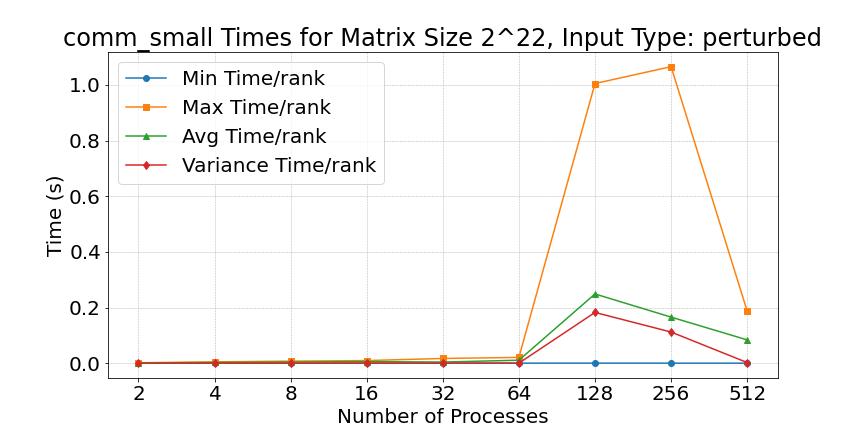 comm_small Times for Matrix Size 2^22, Input Type: perturbed
Min Time/rank
Max Time/rank
Avg Time/rank
Variance Time/rank
Time (s)
1.0
0.8
0.6
0.4
0.2
0.0
2 4 8 16 32 64 128 256 512
Number of Processes